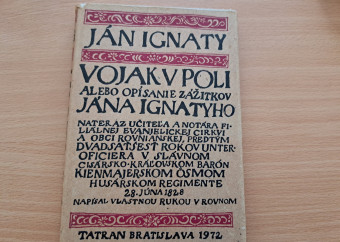 JÁN IGNATY
VOJAK V POLI
ALEBO OPÍSANIE ZÁŽITKOV
JÁNA IGNATYHO
NATERAZ UČITEĽA A NOTÁRA FI-
LIÁLNEJ EVANJELICKEJ CIRKVI
A OBCI ROVNIANSKEJ, PREDTÝM
DVADSAŤŠESŤ ROKOV UNTER-
OFICIERA V SLÁVNOM
CISÁRSKO-KRÁĽOVSKOM BARÓN
KIENMAJERSKOM ÔSMOM
HUSÁRSKOM REGIMENTE
28. JÚNA 1828
NAPÍSAL VLASTNOU RUKOU V ROVNOM
TATRAN BRATISLAVA 1972